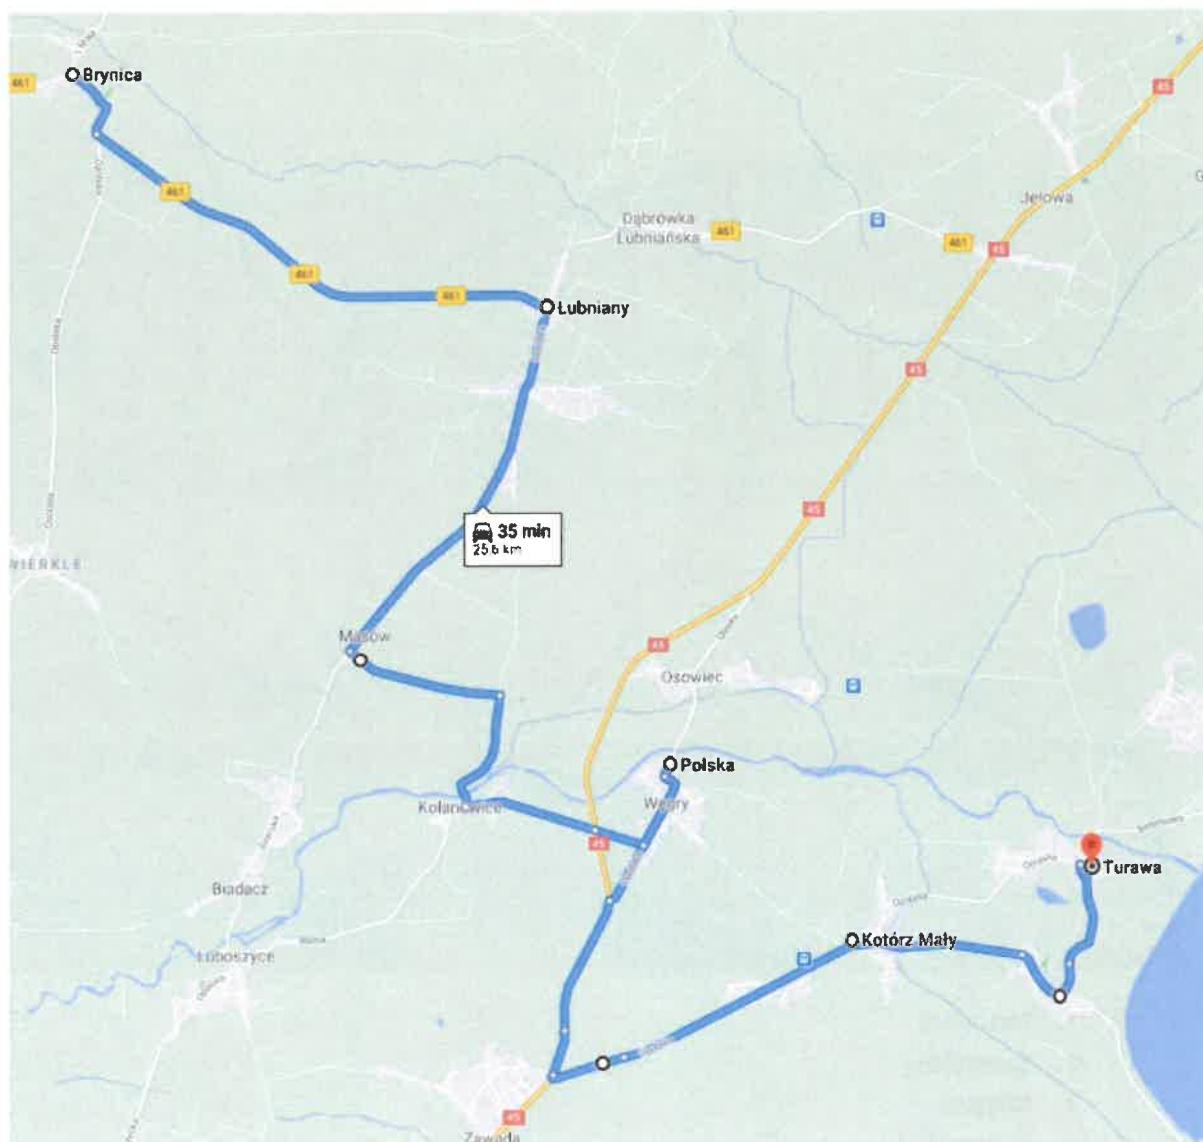 Brynica
461
461
461
461
Łubniany
Dąbrówka
Łubniańska
461
461
Jełowa
45
45
45
45
45
45
45
35 min
25.6 km
WIERKLE
Masów
Osowiec
Polska
Węgry
Kolanowice
Biadacz
Luboszyce
Kotórz Mały
Turawa
Zawada